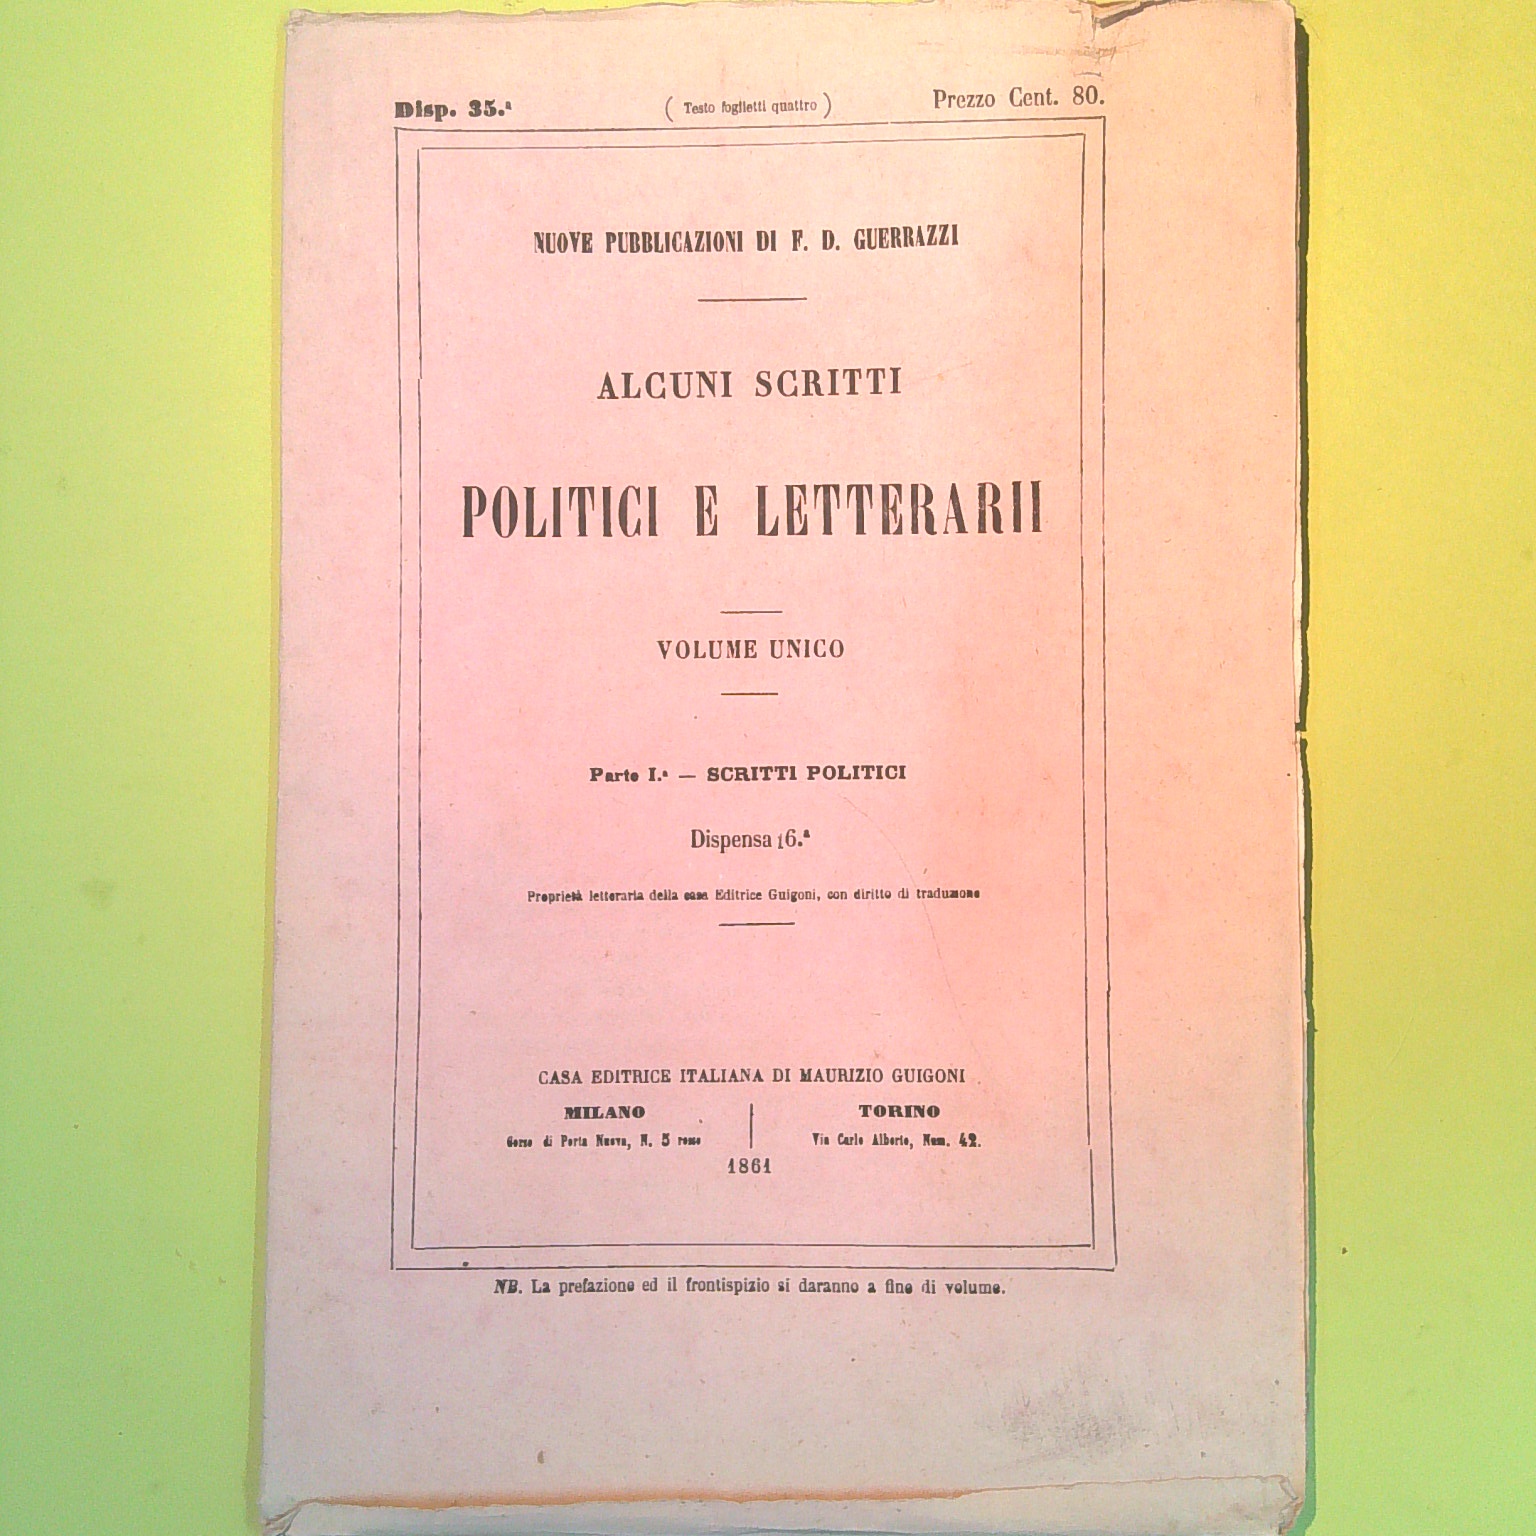 Disp. 35.ª ( Testo foglietti quattro ) Prezzo Cent. 80.
NUOVE PUBBLICAZIONI DI F. D. GUERRAZZI
ALCUNI SCRITTI
POLITICI E LETTERARII
VOLUME UNICO
Parte I.ª — SCRITTI POLITICI
Dispensa 16.ª
Proprietà letteraria della casa Editrice Guigoni, con diritto di traduzione
CASA EDITRICE ITALIANA DI MAURIZIO GUIGONI
MILANO
Corso di Porta Nuova, N. 5 rosso
TORINO
Via Carlo Alberto, Num. 42.
1861
NB. La prefazione ed il frontispizio si daranno a fine di volume.